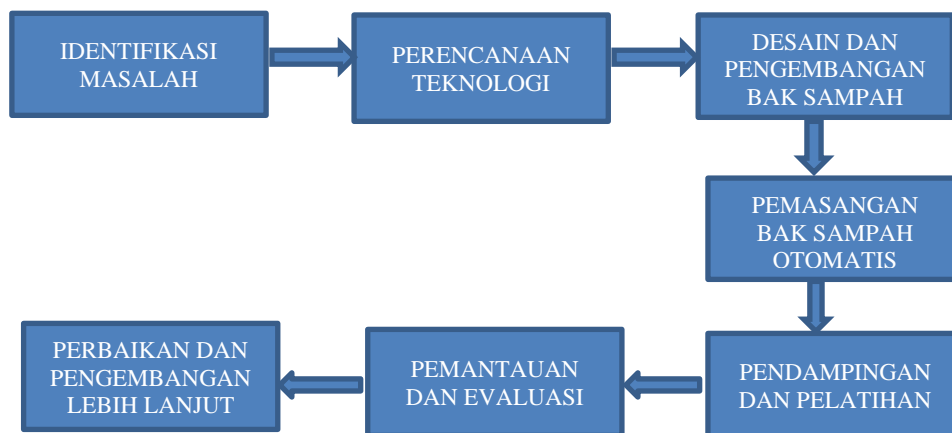 IDENTIFIKASI
MASALAH
PERENCANAAN
TEKNOLOGI
DESAIN DAN
PENGEMBANGAN
BAK SAMPAH
PEMASANGAN
BAK SAMPAH
OTOMATIS
PENDAMPINGAN
DAN PELATIHAN
PEMANTAUAN
DAN EVALUASI
PERBAIKAN DAN
PENGEMBANGAN
LEBIH LANJUT